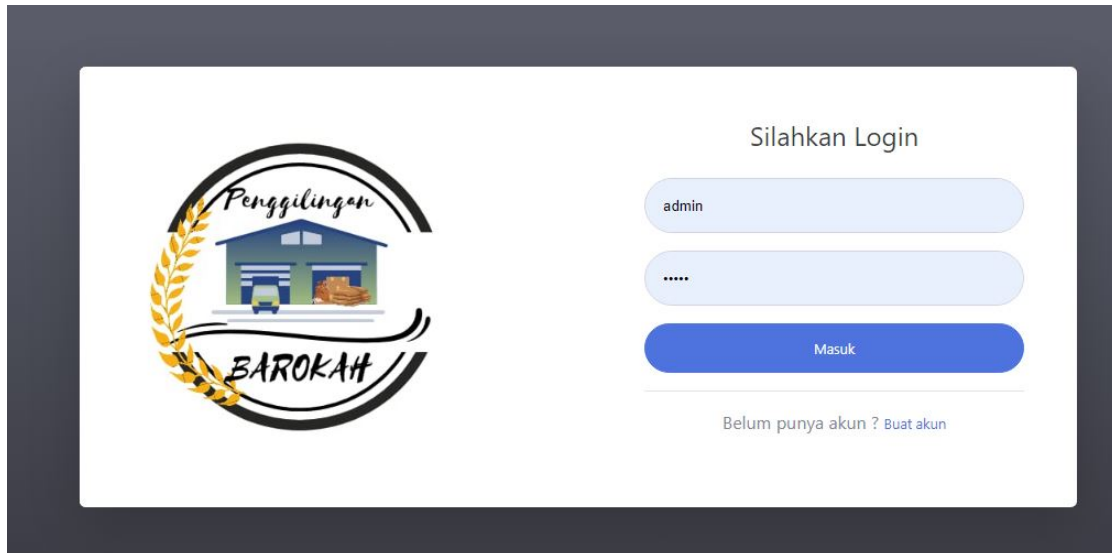 Penggilingan
BAROKAH
Silahkan Login
admin
•••••
Masuk
Belum punya akun ? Buat akun